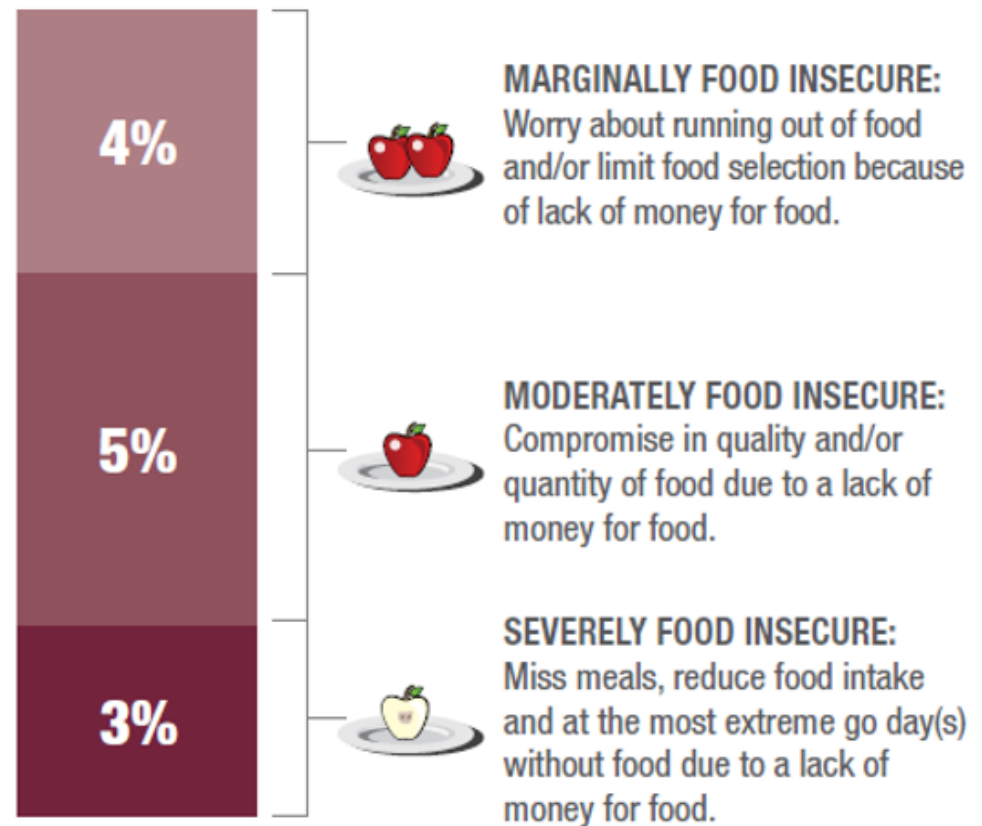 4%
MARGINALLY FOOD INSECURE:
Worry about running out of food
and/or limit food selection because
of lack of money for food.
5%
MODERATELY FOOD INSECURE:
Compromise in quality and/or
quantity of food due to a lack of
money for food.
3%
SEVERELY FOOD INSECURE:
Miss meals, reduce food intake
and at the most extreme go day(s)
without food due to a lack of
money for food.